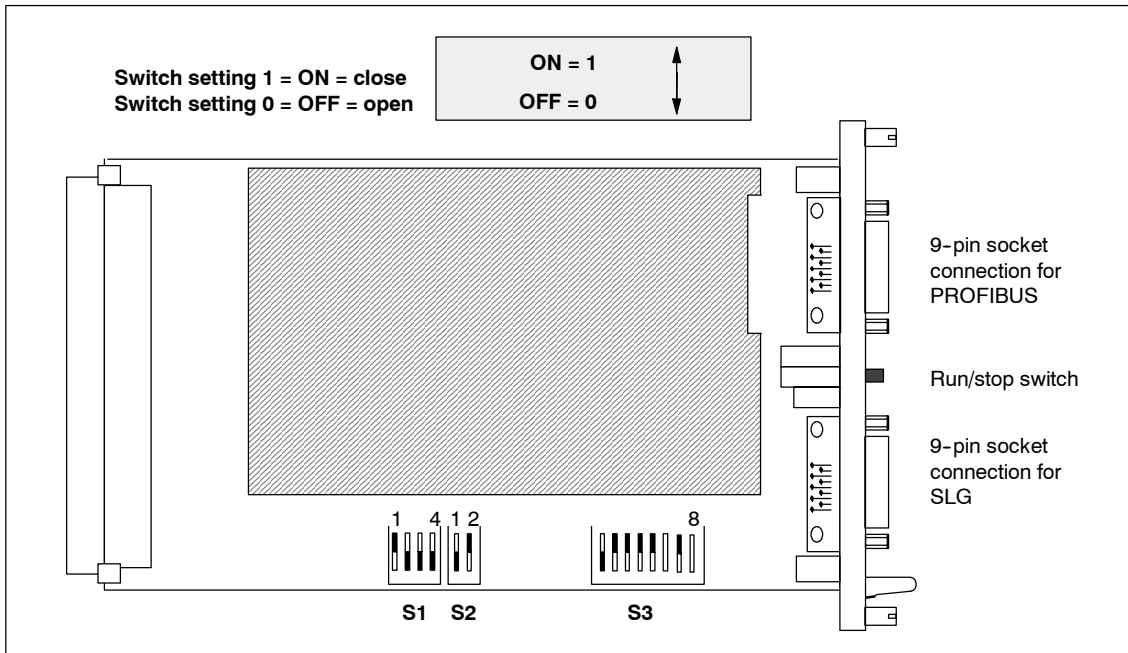 ON = 1
Switch setting 1 = ON = close
Switch setting 0 = OFF = open
OFF = 0
9-pin socket
connection for
PROFIBUS
Run/stop switch
9-pin socket
connection for
SLG
1 4 1 2 8
S1 S2 S3